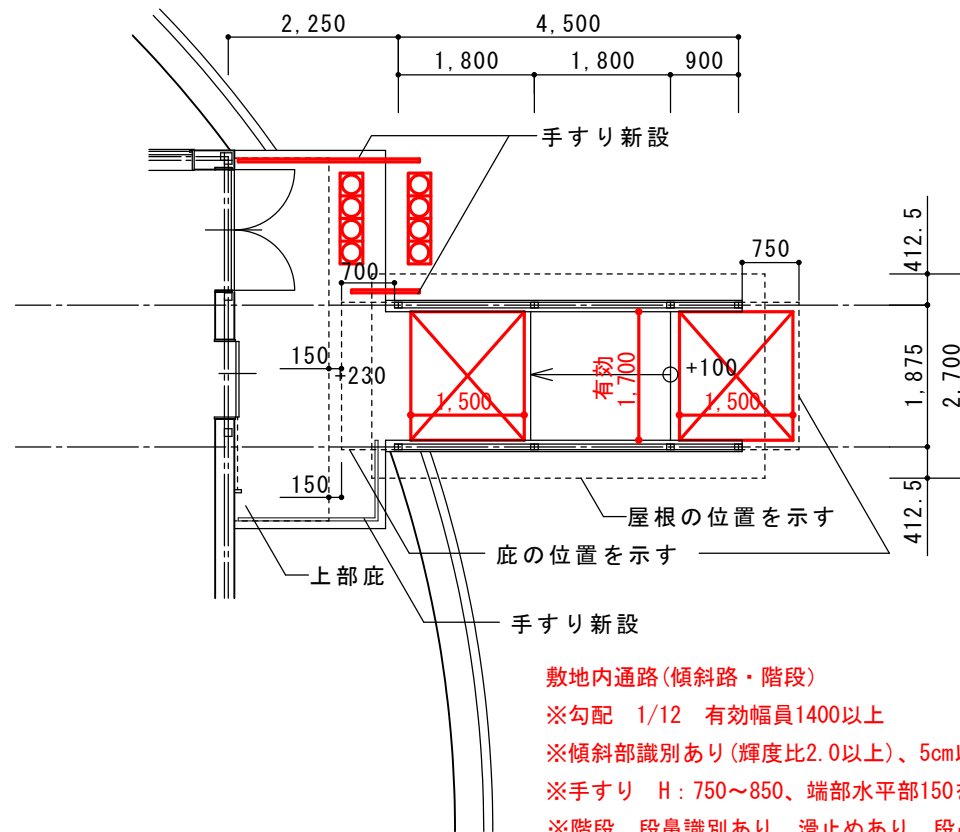 2,250
4,500
1,800
1,800
900
手すり新設
412.5
750
700
150
+230
有効
1,700
+100
1,500
1,500
1,875
2,700
150
412.5
屋根の位置を示す
庇の位置を示す
上部庇
手すり新設
敷地内通路(傾斜路・階段)
※勾配 1/12 有効幅員1400以上
※傾斜部識別あり(輝度比2.0以上)、5cm
※手すり H:750~850、端部水平部150
※階段 段鼻識別あり 滑止めあり 段